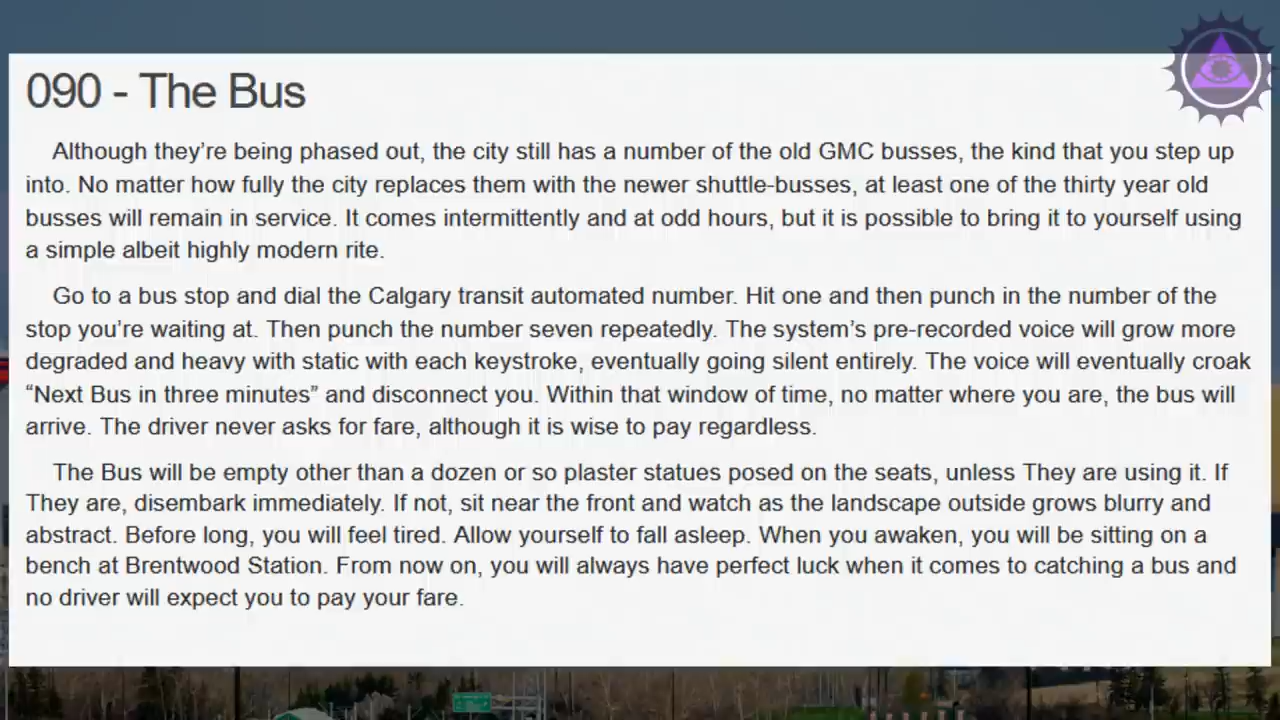 090 - The Bus
Although they're being phased out, the city still has a number of the old GMC busses, the kind that you step up
into. No matter how fully the city replaces them with the newer shuttle-busses, at least one of the thirty year old
busses will remain in service. It comes intermittently and at odd hours, but it is possible to bring it to yourself using
a simple albeit highly modern rite.
Go to a bus stop and dial the Calgary transit automated number. Hit one and then punch in the number of the
stop you're waiting at. Then punch the number seven repeatedly. The system's pre-recorded voice will grow more
degraded and heavy with static with each keystroke, eventually going silent entirely. The voice will eventually croak
“Next Bus in three minutes” and disconnect you. Within that window of time, no matter where you are, the bus will
arrive. The driver never asks for fare, although it is wise to pay regardless.
The Bus will be empty other than a dozen or so plaster statues posed on the seats, unless They are using it. If
They are, disembark immediately. If not, sit near the front and watch as the landscape outside grows blurry and
abstract. Before long, you will feel tired. Allow yourself to fall asleep. When you awaken, you will be sitting on a
bench at Brentwood Station. From now on, you will always have perfect luck when it comes to catching a bus and
no driver will expect you to pay your fare.